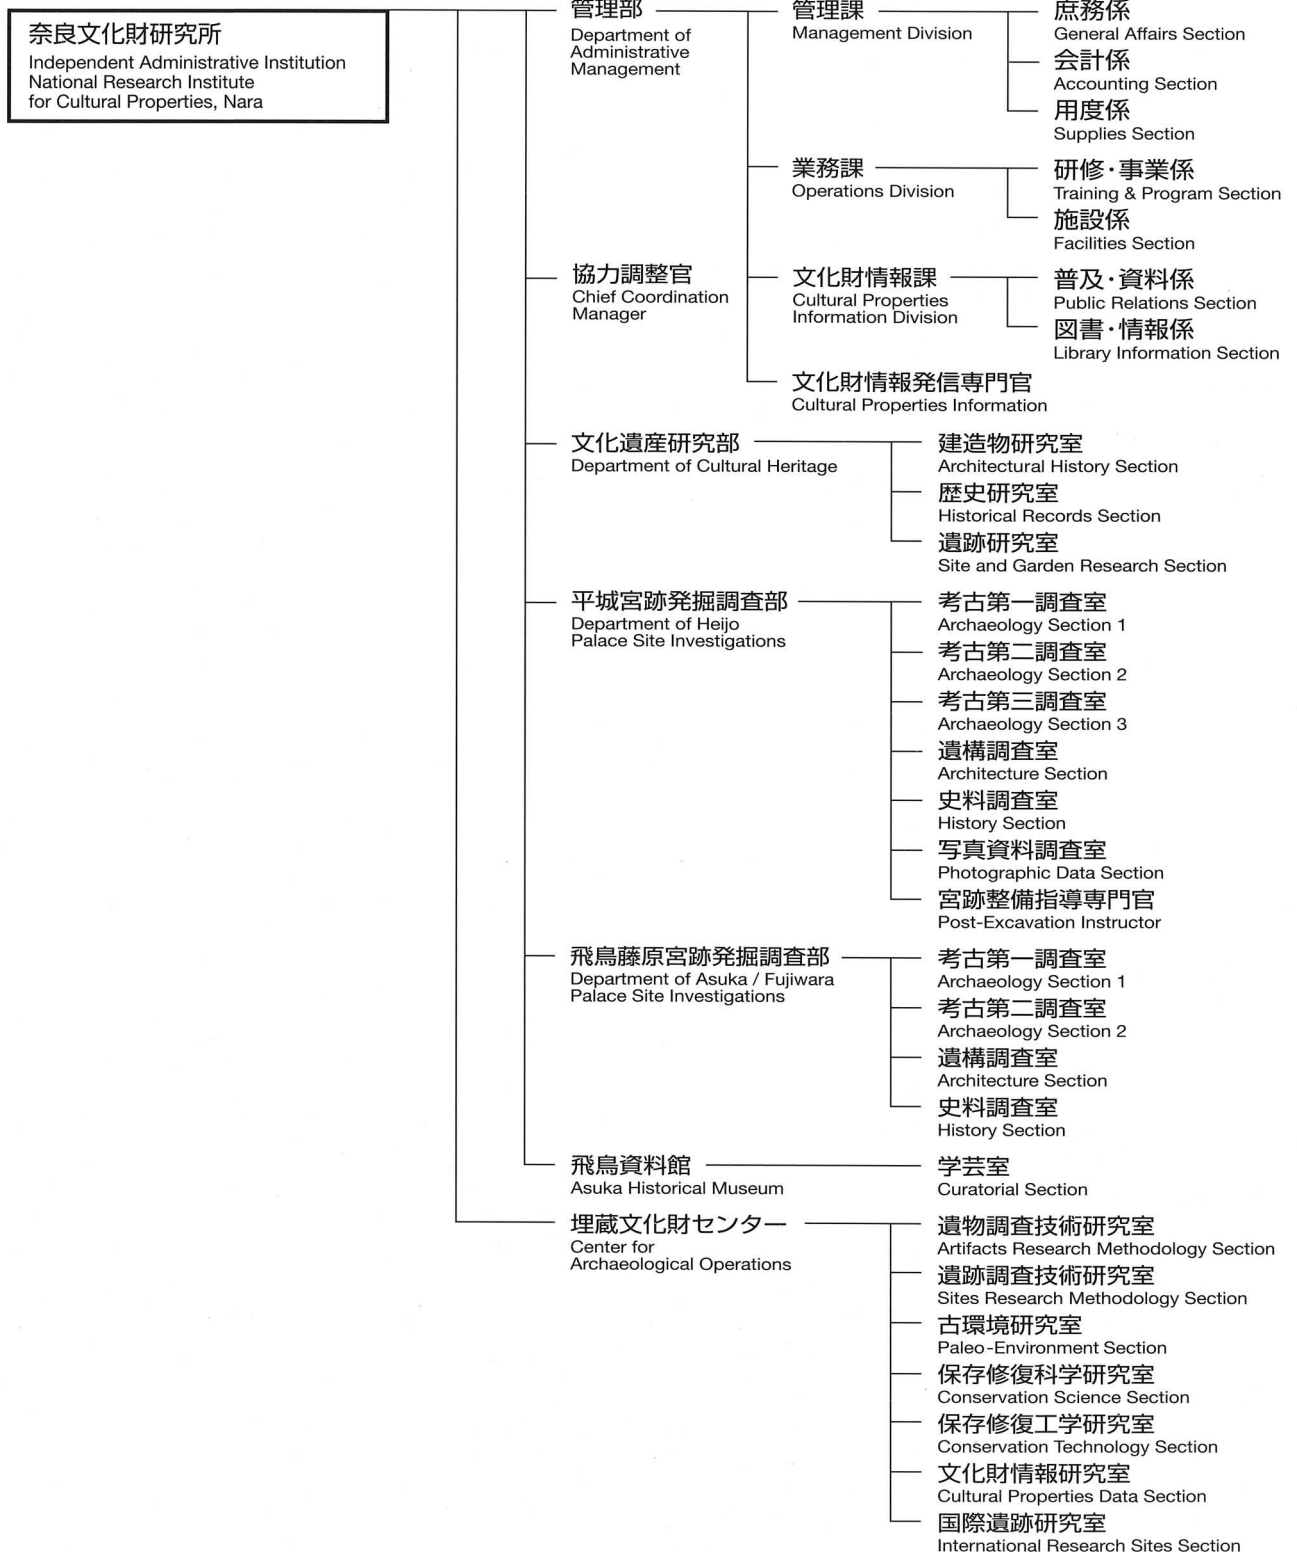 奈良文化財研究所
Independent Administrative Institution
National Research Institute
for Cultural Properties, Nara
管理部
Department of
Administrative
Management
管理課
Management Division
庶務係
General Affairs Section
会計係
Accounting Section
用度係
Supplies Section
業務課
Operations Division
研修・事業係
Training & Program Section
施設係
Facilities Section
協力調整官
Chief Coordination
Manager
文化財情報課
Cultural Properties
Information Division
普及・資料係
Public Relations Section
図書・情報係
Library Information Section
文化財情報発信専門官
Cultural Properties Information
文化遺産研究部
Department of Cultural Heritage
建造物研究室
Architectural History Section
歴史研究室
Historical Records Section
遺跡研究室
Site and Garden Research Section
平城宮跡発掘調査部
Department of Heijo
Palace Site Investigations
考古第一調査室
Archaeology Section 1
考古第二調査室
Archaeology Section 2
考古第三調査室
Archaeology Section 3
遺構調査室
Architecture Section
史料調査室
History Section
写真資料調査室
Photographic Data Section
宮跡整備指導専門官
Post-Excavation Instructor
飛鳥藤原宮跡発掘調査部
Department of Asuka / Fujiwara
Palace Site Investigations
考古第一調査室
Archaeology Section 1
考古第二調査室
Archaeology Section 2
遺構調査室
Architecture Section
史料調査室
History Section
飛鳥資料館
Asuka Historical Museum
学芸室
Curatorial Section
埋蔵文化財センター
Center for
Archaeological Operations
遺物調査技術研究室
Artifacts Research Methodology Section
遺跡調査技術研究室
Sites Research Methodology Section
古環境研究室
Paleo-Environment Section
保存修復科学研究室
Conservation Science Section
保存修復工学研究室
Conservation Technology Section
文化財情報研究室
Cultural Properties Data Section
国際遺跡研究室
International Research Sites Section